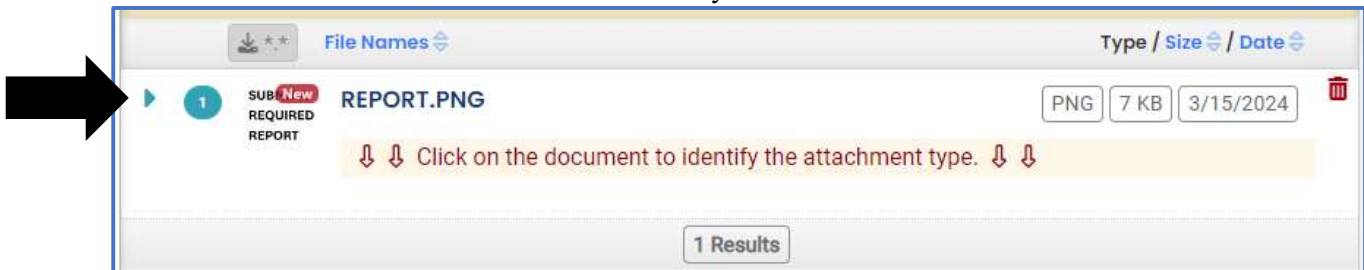 *.* File Names Type / Size / Date
1 New REPORT.PNG PNG 7 KB 3/15/2024
REQUIRED
REPORT
Click on the document to identify the attachment type.
1 Results